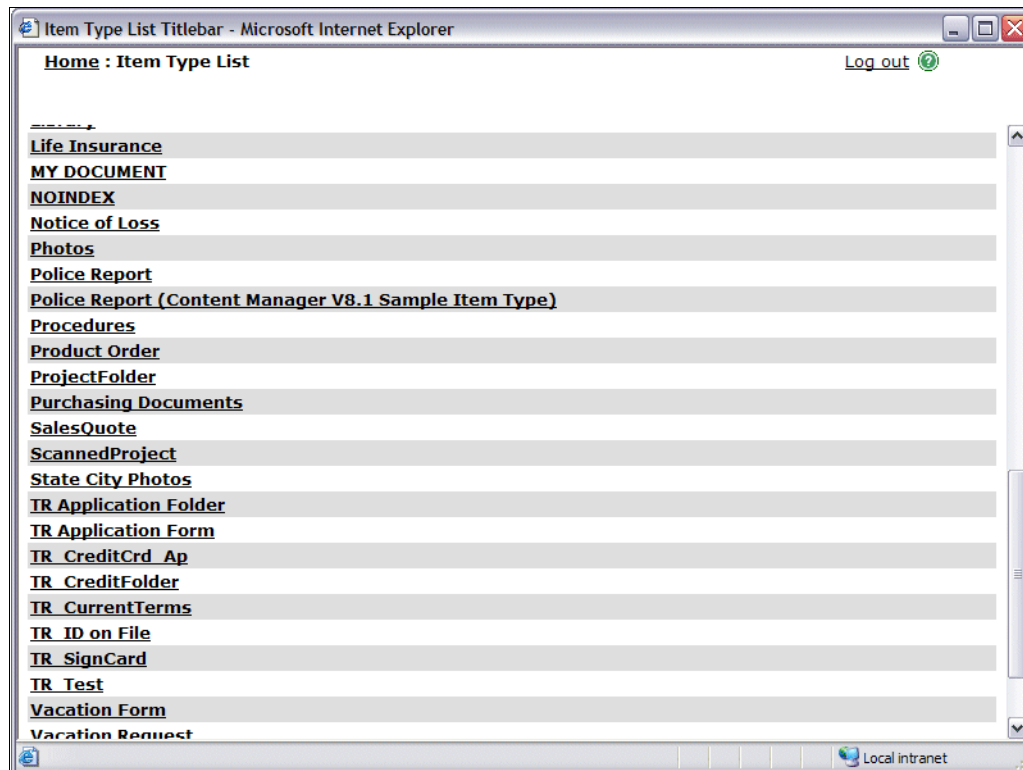 Item Type List Titlebar - Microsoft Internet Explorer
Home : Item Type List Log out
Library
Life Insurance
MY DOCUMENT
NOINDEX
Notice of Loss
Photos
Police Report
Police Report (Content Manager V8.1 Sample Item Type)
Procedures
Product Order
ProjectFolder
Purchasing Documents
SalesQuote
ScannedProject
State City Photos
TR Application Folder
TR Application Form
TR_CreditCrd_Ap
TR_CreditFolder
TR_CurrentTerms
TR_ID on File
TR_SignCard
TR_Test
Vacation Form
Vacation Request
Local intranet